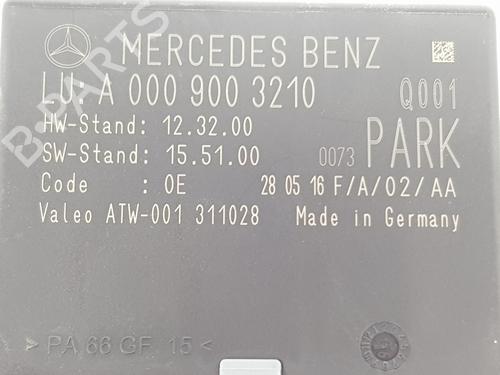 MERCEDES BENZ
LU: A 000 900 3210 Q001
HW-Stand: 12.32.00
SW-Stand: 15.51.00 0073 PARK
Code : 0E 28 05 16 F/A/02/AA
Valeo ATW-001 311028 Made in Germany
>PA 66 GF 15<